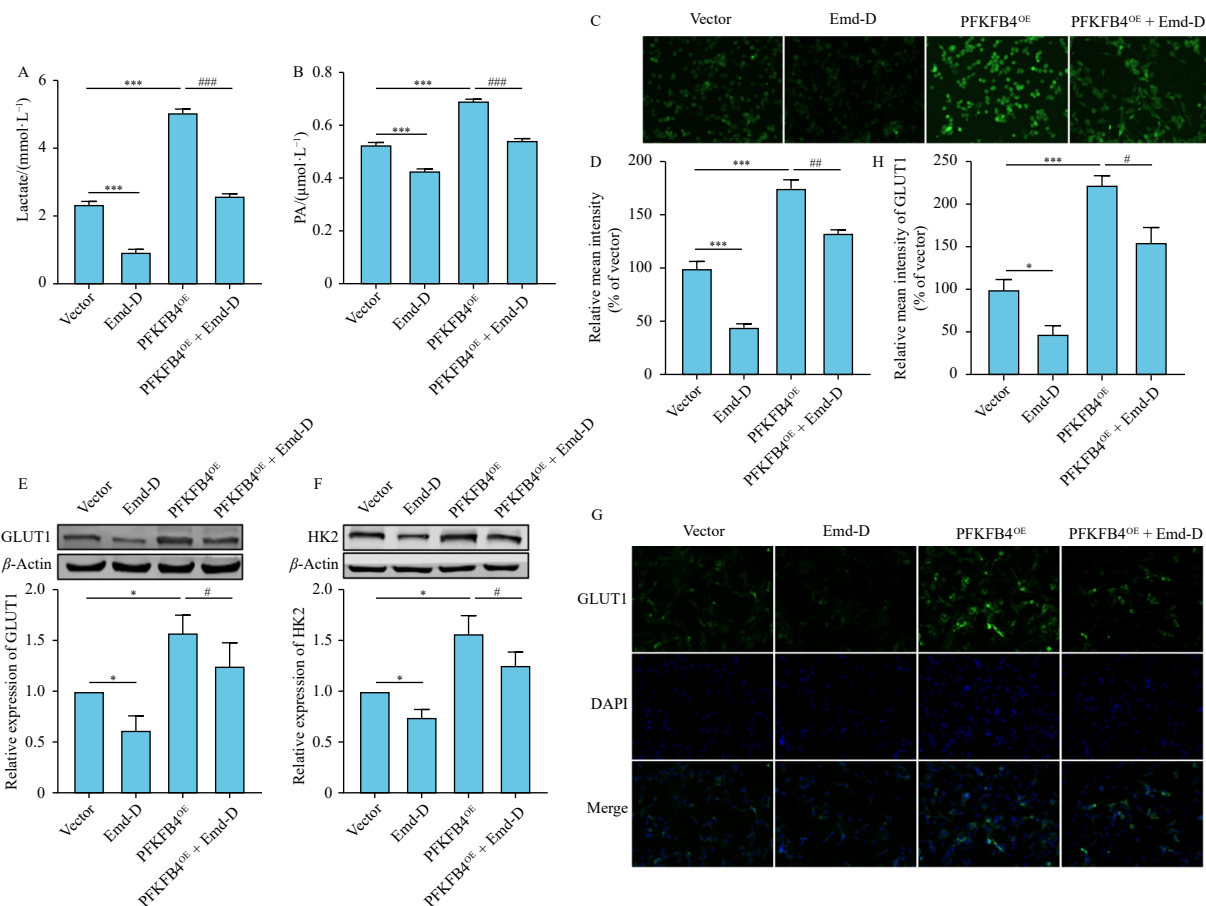 A
Lactate/(mmol·L⁻¹)
6
4
2
0
***
###
***
Vector
Emd-D
PFKFB4ᴼᴱ
PFKFB4ᴼᴱ + Emd-D
B
PA/(μmol·L⁻¹)
0.8
0.6
0.4
0.2
0
***
###
***
Vector
Emd-D
PFKFB4ᴼᴱ
PFKFB4ᴼᴱ + Emd-D
C
Vector
Emd-D
PFKFB4ᴼᴱ
PFKFB4ᴼᴱ + Emd-D
D
Relative mean intensity
(% of vector)
200
150
100
50
0
***
##
***
Vector
Emd-D
PFKFB4ᴼᴱ
PFKFB4ᴼᴱ + Emd-D
H
Relative mean intensity of GLUT1
(% of vector)
250
200
150
100
50
0
***
#
*
Vector
Emd-D
PFKFB4ᴼᴱ
PFKFB4ᴼᴱ + Emd-D
E
Vector
Emd-D
PFKFB4ᴼᴱ
PFKFB4ᴼᴱ + Emd-D
GLUT1
β-Actin
Relative expression of GLUT1
2.0
1.5
1.0
0.5
0
*
#
*
Vector
Emd-D
PFKFB4ᴼᴱ
PFKFB4ᴼᴱ + Emd-D
F
Vector
Emd-D
PFKFB4ᴼᴱ
PFKFB4ᴼᴱ + Emd-D
HK2
β-Actin
Relative expression of HK2
2.0
1.5
1.0
0.5
0
*
#
*
Vector
Emd-D
PFKFB4ᴼᴱ
PFKFB4ᴼᴱ + Emd-D
G
Vector
Emd-D
PFKFB4ᴼᴱ
PFKFB4ᴼᴱ + Emd-D
GLUT1
DAPI
Merge